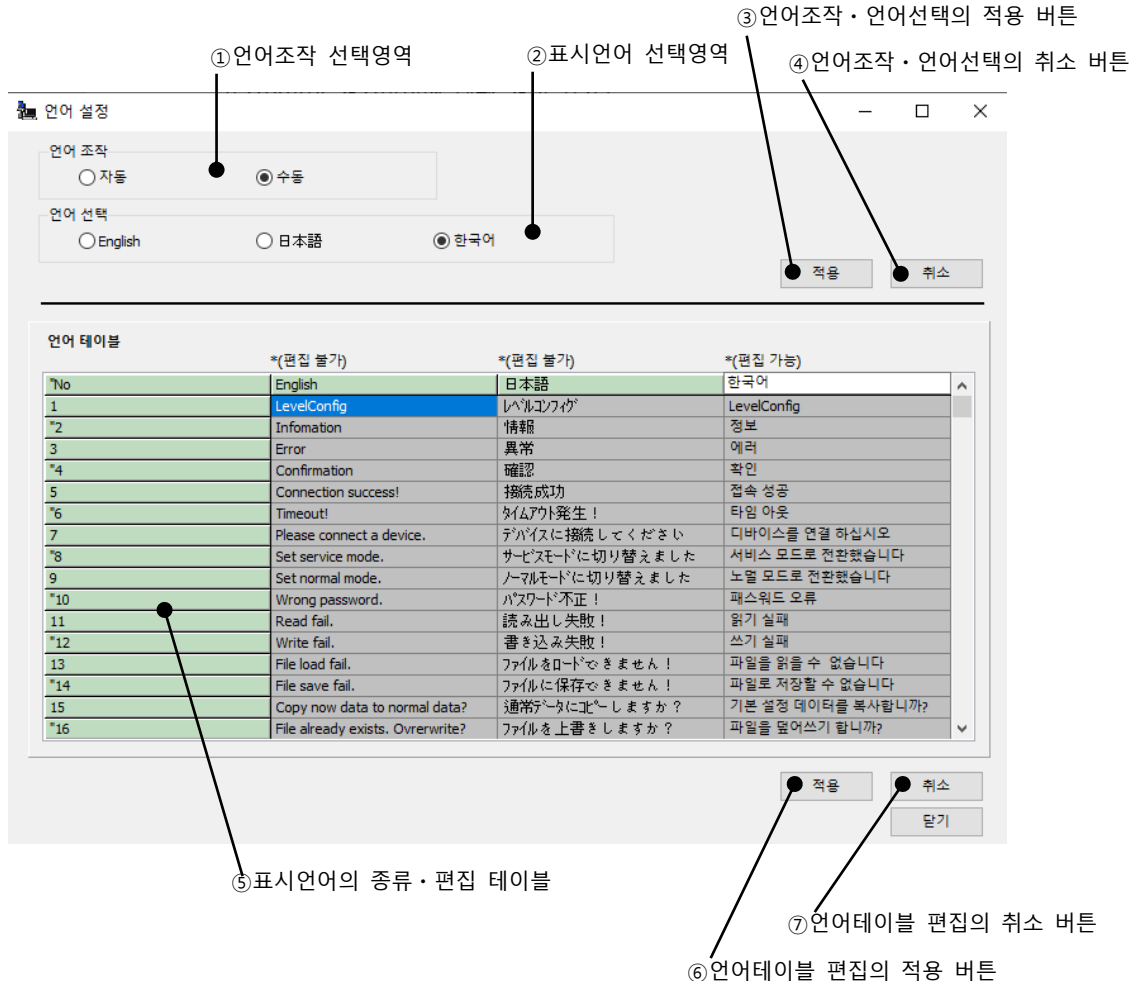 ③언어조작・언어선택의 적용 버튼
①언어조작 선택영역
②표시언어 선택영역
④언어조작・언어선택의 취소 버튼
언어 설정
언어 조작
자동 수동
언어 선택
English 日本語 한국어
적용 취소
언어 테이블
*(편집 불가) *(편집 불가) *(편집 가능)
"No English 日本語 한국어
1 LevelConfig ﾚﾍﾞﾙｺﾝﾌｨｸﾞ LevelConfig
"2 Infomation 情報 정보
3 Error 異常 에러
"4 Confirmation 確認 확인
5 Connection success! 接続成功 접속 성공
"6 Timeout! ﾀｲﾑｱｳﾄ発生！ 타임 아웃
7 Please connect a device. ﾃﾞﾊﾞｲｽに接続してください 디바이스를 연결 하십시오
"8 Set service mode. ｻｰﾋﾞｽﾓｰﾄﾞに切り替えました 서비스 모드로 전환했습니다
9 Set normal mode. ﾉｰﾏﾙﾓｰﾄﾞに切り替えました 노멀 모드로 전환했습니다
"10 Wrong password. ﾊﾟｽﾜｰﾄﾞ不正！ 패스워드 오류
11 Read fail. 読み出し失敗！ 읽기 실패
"12 Write fail. 書き込み失敗！ 쓰기 실패
13 File load fail. ﾌｧｲﾙをﾛｰﾄﾞできません！ 파일을 읽을 수 없습니다
"14 File save fail. ﾌｧｲﾙに保存できません！ 파일로 저장할 수 없습니다
15 Copy now data to normal data? 通常ﾃﾞｰﾀにｺﾋﾟｰしますか？ 기본 설정 데이터를 복사합니까?
"16 File already exists. Ovrerwrite? ﾌｧｲﾙを上書きしますか？ 파일을 덮어쓰기 합니까?
적용 취소
닫기
⑤표시언어의 종류・편집 테이블
⑦언어테이블 편집의 취소 버튼
⑥언어테이블 편집의 적용 버튼